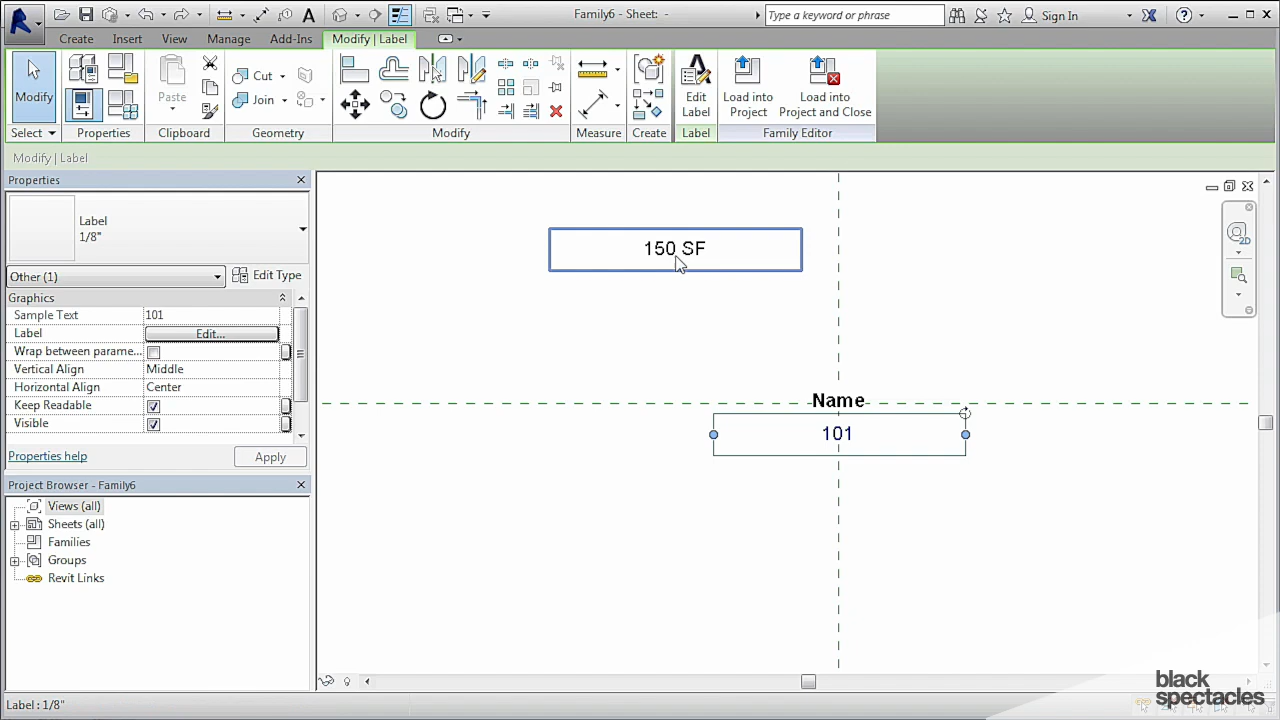 Family6 - Sheet: -
Type a keyword or phrase
Sign In
Create
Insert
View
Manage
Add-Ins
Modify | Label
Modify
Paste
Cut
Join
Edit Label
Load into Project
Load into Project and Close
Select
Properties
Clipboard
Geometry
Modify
Measure
Create
Label
Family Editor
Modify | Label
Properties
Label
1/8"
Other (1)
Edit Type
Graphics
Sample Text 101
Label Edit...
Wrap between parame...
Vertical Align Middle
Horizontal Align Center
Keep Readable
Visible
Properties help
Apply
Project Browser - Family6
Views (all)
Sheets (all)
Families
Groups
Revit Links
150 SF
Name
101
2D
Label : 1/8"
black
spectacles